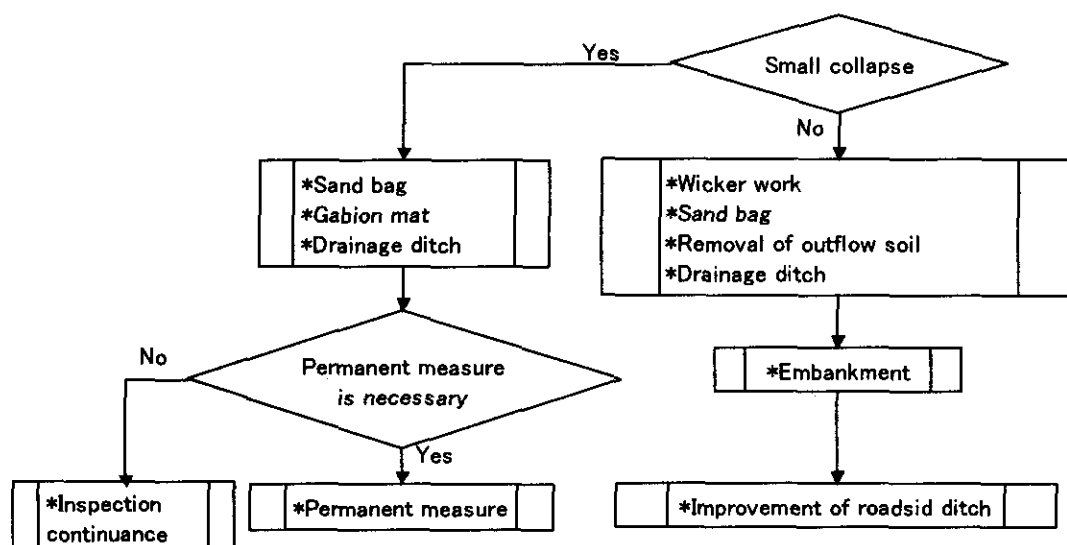 Small collapse
Yes
No
*Sand bag
*Gabion mat
*Drainage ditch
*Wicker work
*Sand bag
*Removal of outflow soil
*Drainage ditch
Permanent measure
is necessary
No
Yes
*Embankment
*Inspection
continuance
*Permanent measure
*Improvement of roadsid ditch